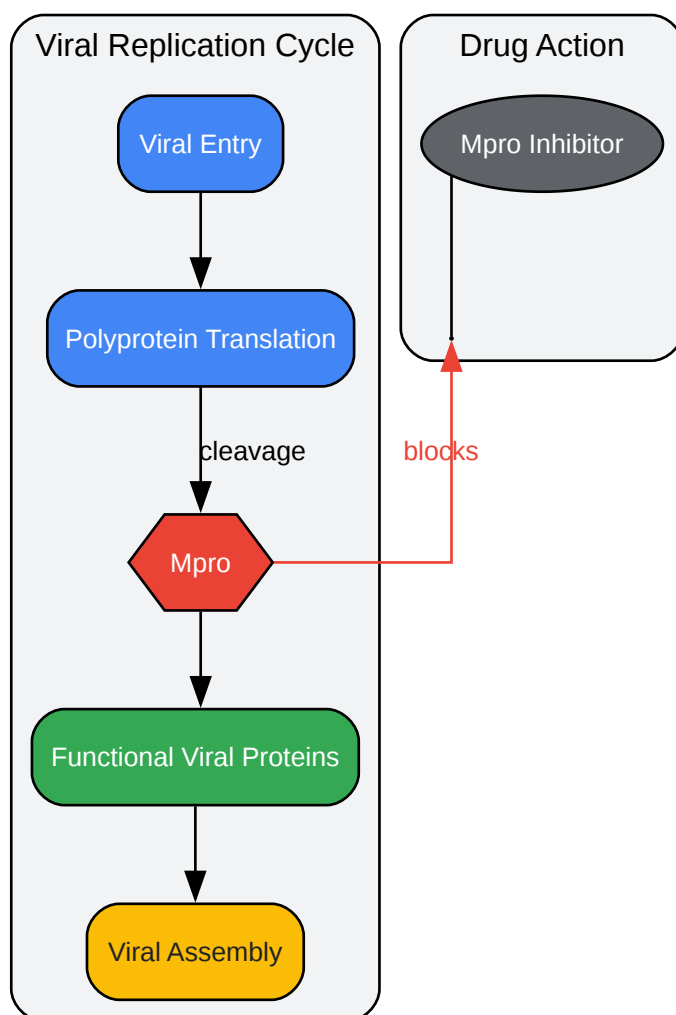 Viral Replication Cycle
Viral Entry
Polyprotein Translation
cleavage
Mpro
Functional Viral Proteins
Viral Assembly
Drug Action
Mpro Inhibitor
blocks